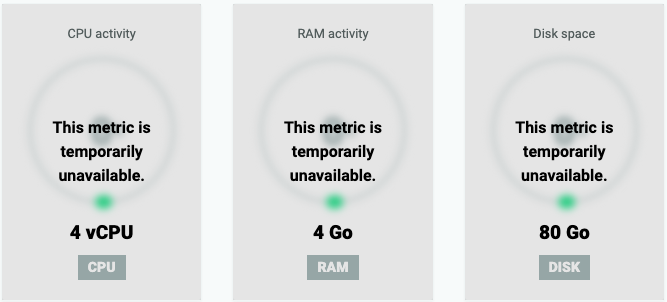 CPU activity
This metric is
temporarily
unavailable.
4 vCPU
CPU
RAM activity
This metric is
temporarily
unavailable.
4 Go
RAM
Disk space
This metric is
temporarily
unavailable.
80 Go
DISK